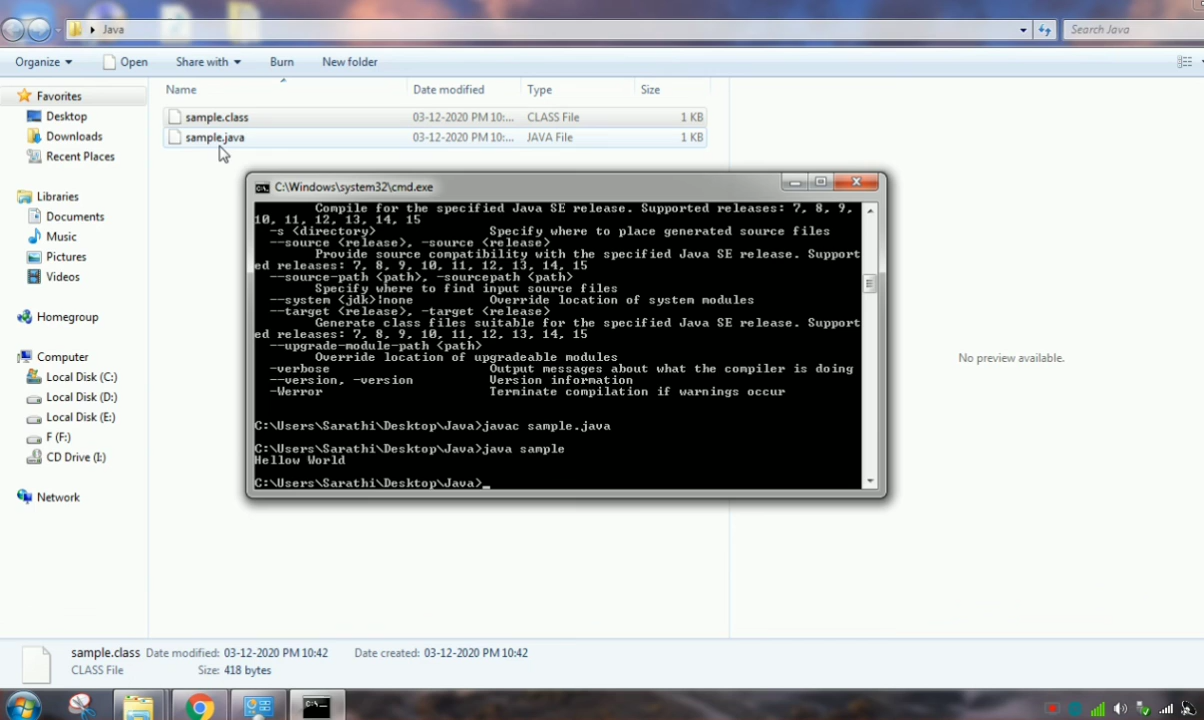 Java
Search Java
Organize Open Share with Burn New folder
Name Date modified Type Size
Favorites
Desktop
Downloads
Recent Places
Libraries
Documents
Music
Pictures
Videos
Homegroup
Computer
Local Disk (C:)
Local Disk (D:)
Local Disk (E:)
F (F:)
CD Drive (I:)
Network
sample.class 03-12-2020 PM 10:... CLASS File 1 KB
sample.java 03-12-2020 PM 10:... JAVA File 1 KB
C:\Windows\system32\cmd.exe
Compile for the specified Java SE release. Supported releases: 7, 8, 9,
10, 11, 12, 13, 14, 15
-s <directory> Specify where to place generated source files
--source <release>, -source <release>
Provide source compatibility with the specified Java SE release. Support
ed releases: 7, 8, 9, 10, 11, 12, 13, 14, 15
--source-path <path>, -sourcepath <path>
Specify where to find input source files
--system <jdk>|none Override location of system modules
--target <release>, -target <release>
Generate class files suitable for the specified Java SE release. Support
ed releases: 7, 8, 9, 10, 11, 12, 13, 14, 15
--upgrade-module-path <path>
Override location of upgradeable modules
-verbose Output messages about what the compiler is doing
--version, -version Version information
-Werror Terminate compilation if warnings occur
C:\Users\Sarathi\Desktop\Java>javac sample.java
C:\Users\Sarathi\Desktop\Java>java sample
Hellow World
C:\Users\Sarathi\Desktop\Java>_
No preview available.
sample.class Date modified: 03-12-2020 PM 10:42 Date created: 03-12-2020 PM 10:42
CLASS File Size: 418 bytes